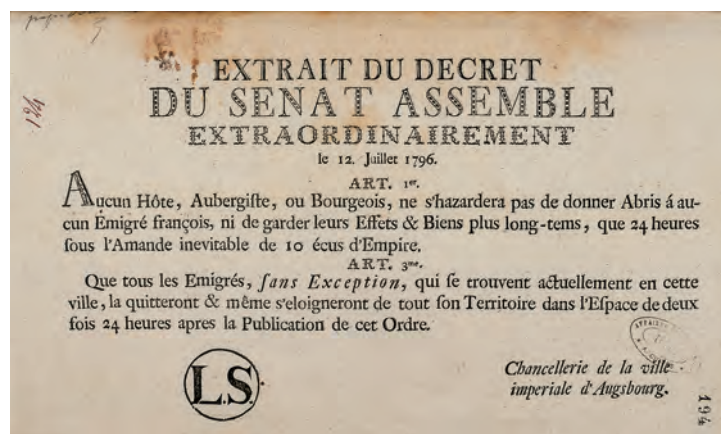 194
EXTRAIT DU DECRET
DU SENAT ASSEMBLE
EXTRAORDINAIREMENT
le 12. Juillet 1796.
ART. 1er.
Aucun Hôte, Aubergiſte, ou Bourgeois, ne s'hazardera pas de donner Abris á au-
cun Emigré françois, ni de garder leurs Effets & Biens plus long-tems, que 24 heures
ſous l'Amande inevitable de 10 écus d'Empire.
ART. 3me.
Que tous les Emigrés, ſans Exception, qui ſe trouvent actuellement en cette
ville, la quitteront & même s'eloigneront de tout ſon Territoire dans l'Eſpace de deux
fois 24 heures apres la Publication de cet Ordre.
L.S.
Chancellerie de la ville
imperiale d'Augsbourg.
194